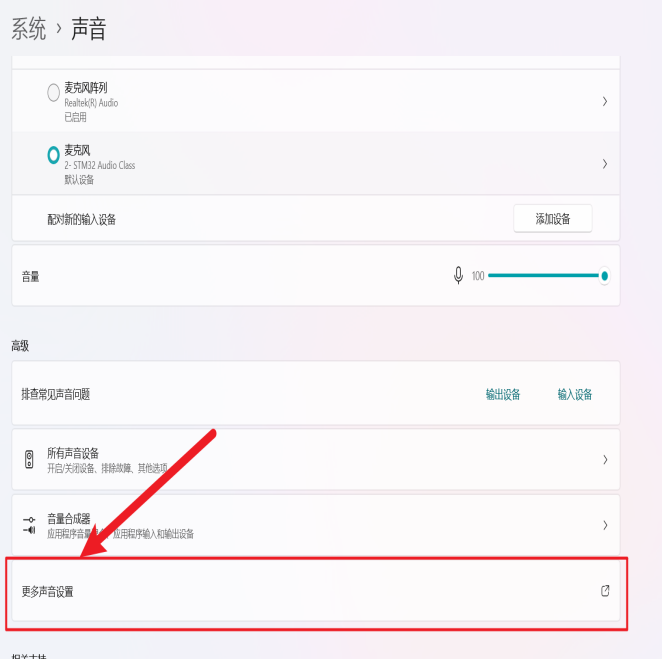 系统 › 声音
麦克风阵列
Realtek(R) Audio
已启用
麦克风
2- STM32 Audio Class
默认设备
配对新的输入设备
添加设备
音量
100
高级
排查常见声音问题
输出设备
输入设备
所有声音设备
开启/关闭设备、排除故障、其他选项
音量合成器
应用程序音量 应用程序输入和输出设备
更多声音设置
相关支持